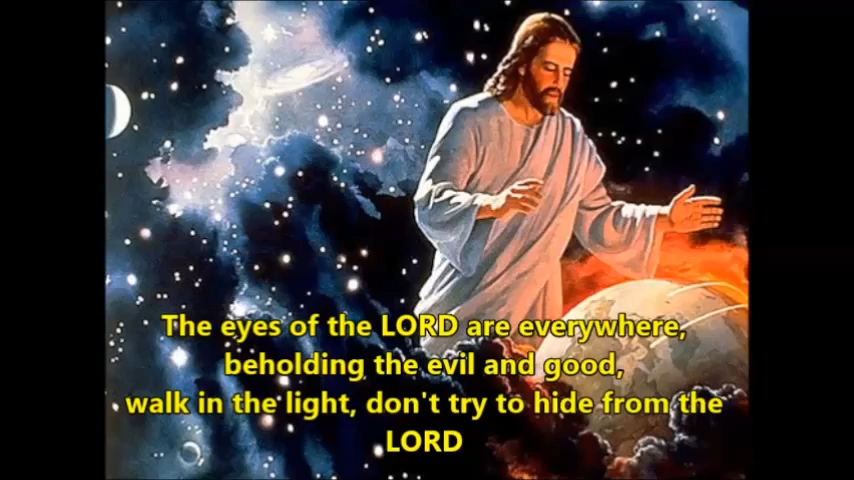 The eyes of the LORD are everywhere,
beholding the evil and good,
walk in the light, don't try to hide from the
LORD